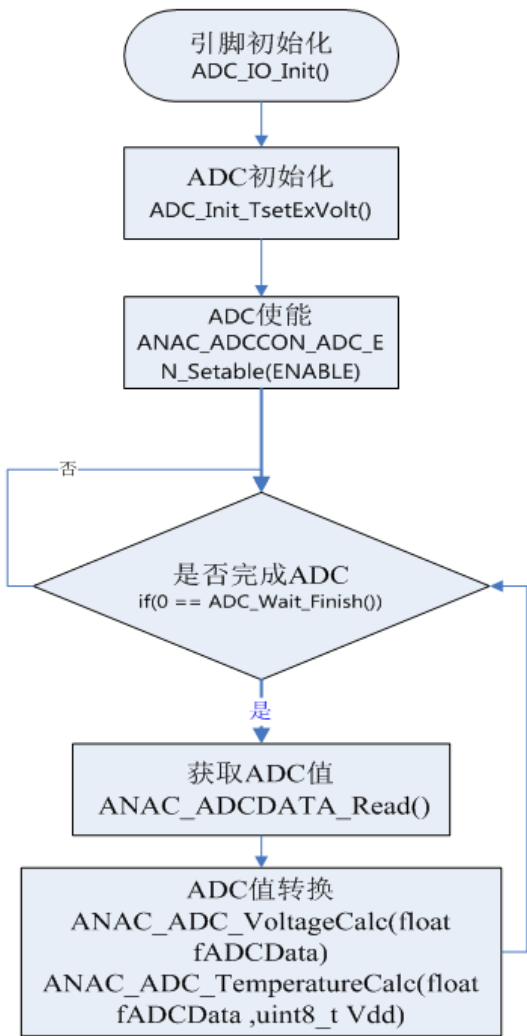 引脚初始化
ADC_IO_Init()
ADC初始化
ADC_Init_TsetExVolt()
ADC使能
ANAC_ADCCON_ADC_E
N_Setable(ENABLE)
否
是否完成ADC
if(0 == ADC_Wait_Finish())
是
获取ADC值
ANAC_ADCDATA_Read()
ADC值转换
ANAC_ADC_VoltageCalc(float
fADCData)
ANAC_ADC_TemperatureCalc(float
fADCData ,uint8_t Vdd)